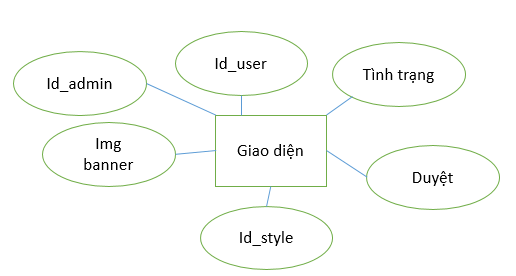 Id_user
Tình trạng
Id_admin
Img
banner
Giao diện
Duyệt
Id_style